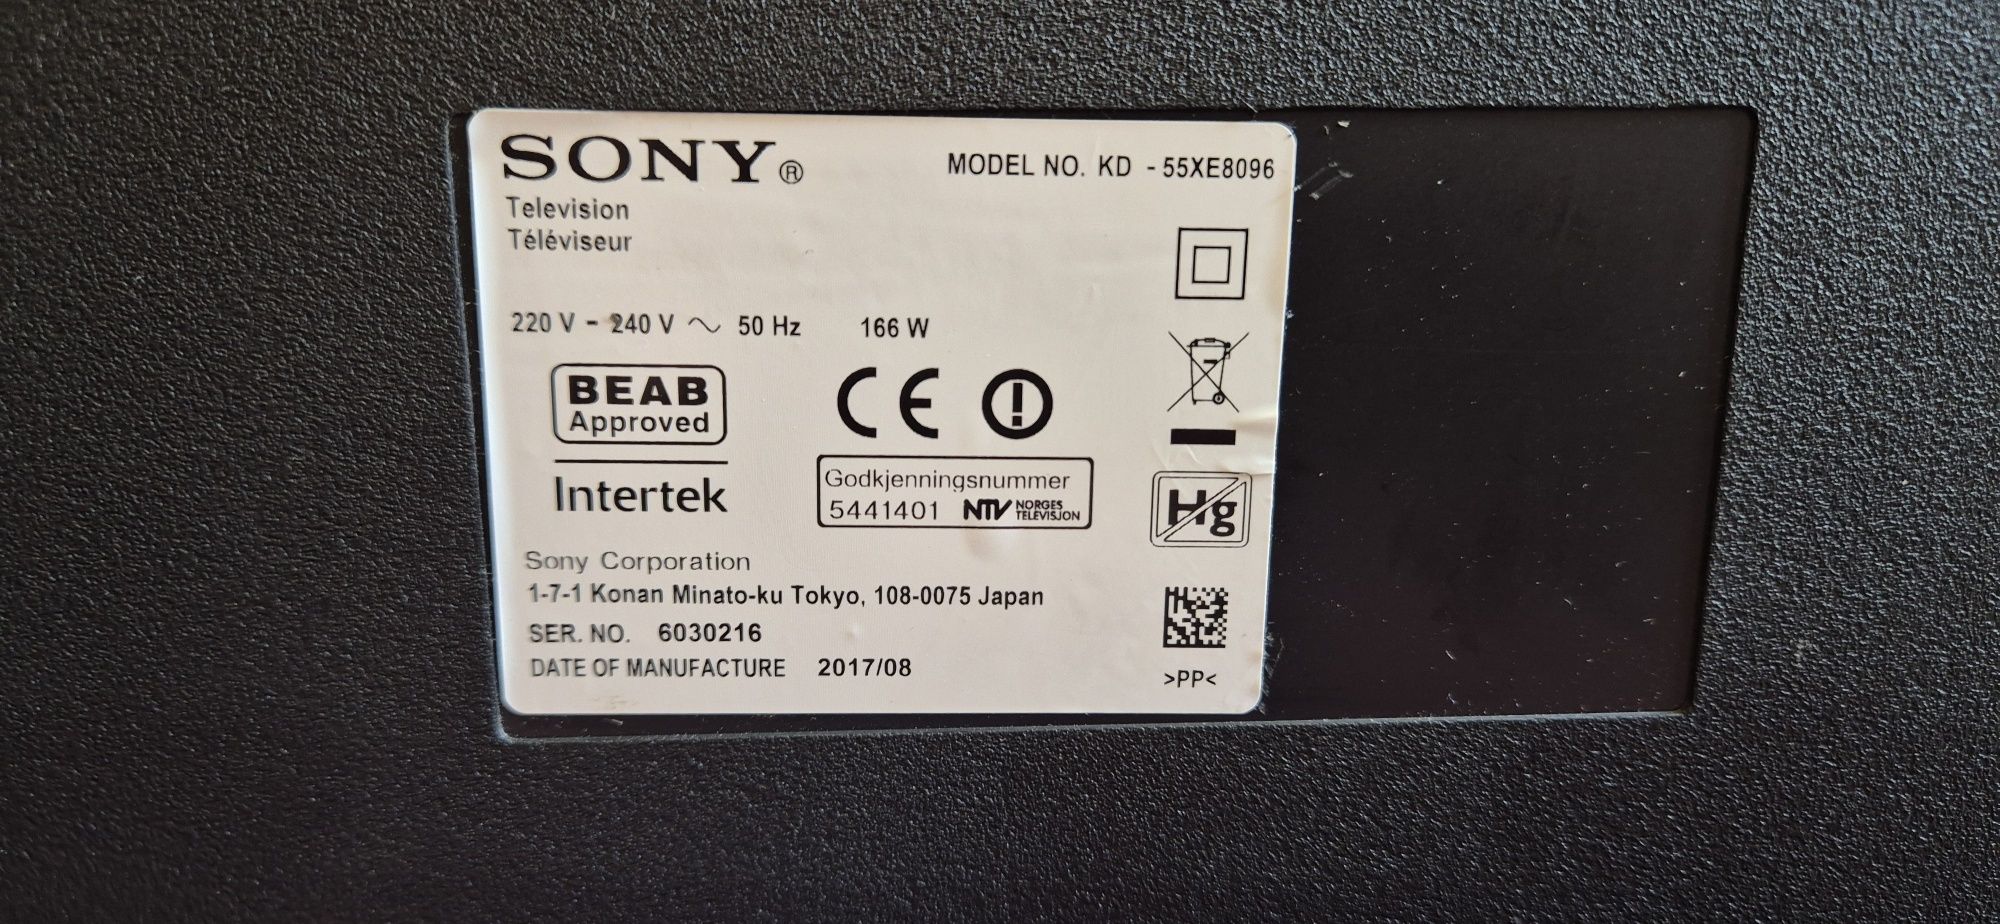 SONY®
MODEL NO. KD - 55XE8096
Television
Téléviseur
220 V - 240 V ~ 50 Hz 166 W
BEAB
Approved
CE
Intertek
Godkjenningsnummer
5441401 NTV NORGES TELEVISJON
Hg
Sony Corporation
1-7-1 Konan Minato-ku Tokyo, 108-0075 Japan
SER. NO. 6030216
DATE OF MANUFACTURE 2017/08
>PP<